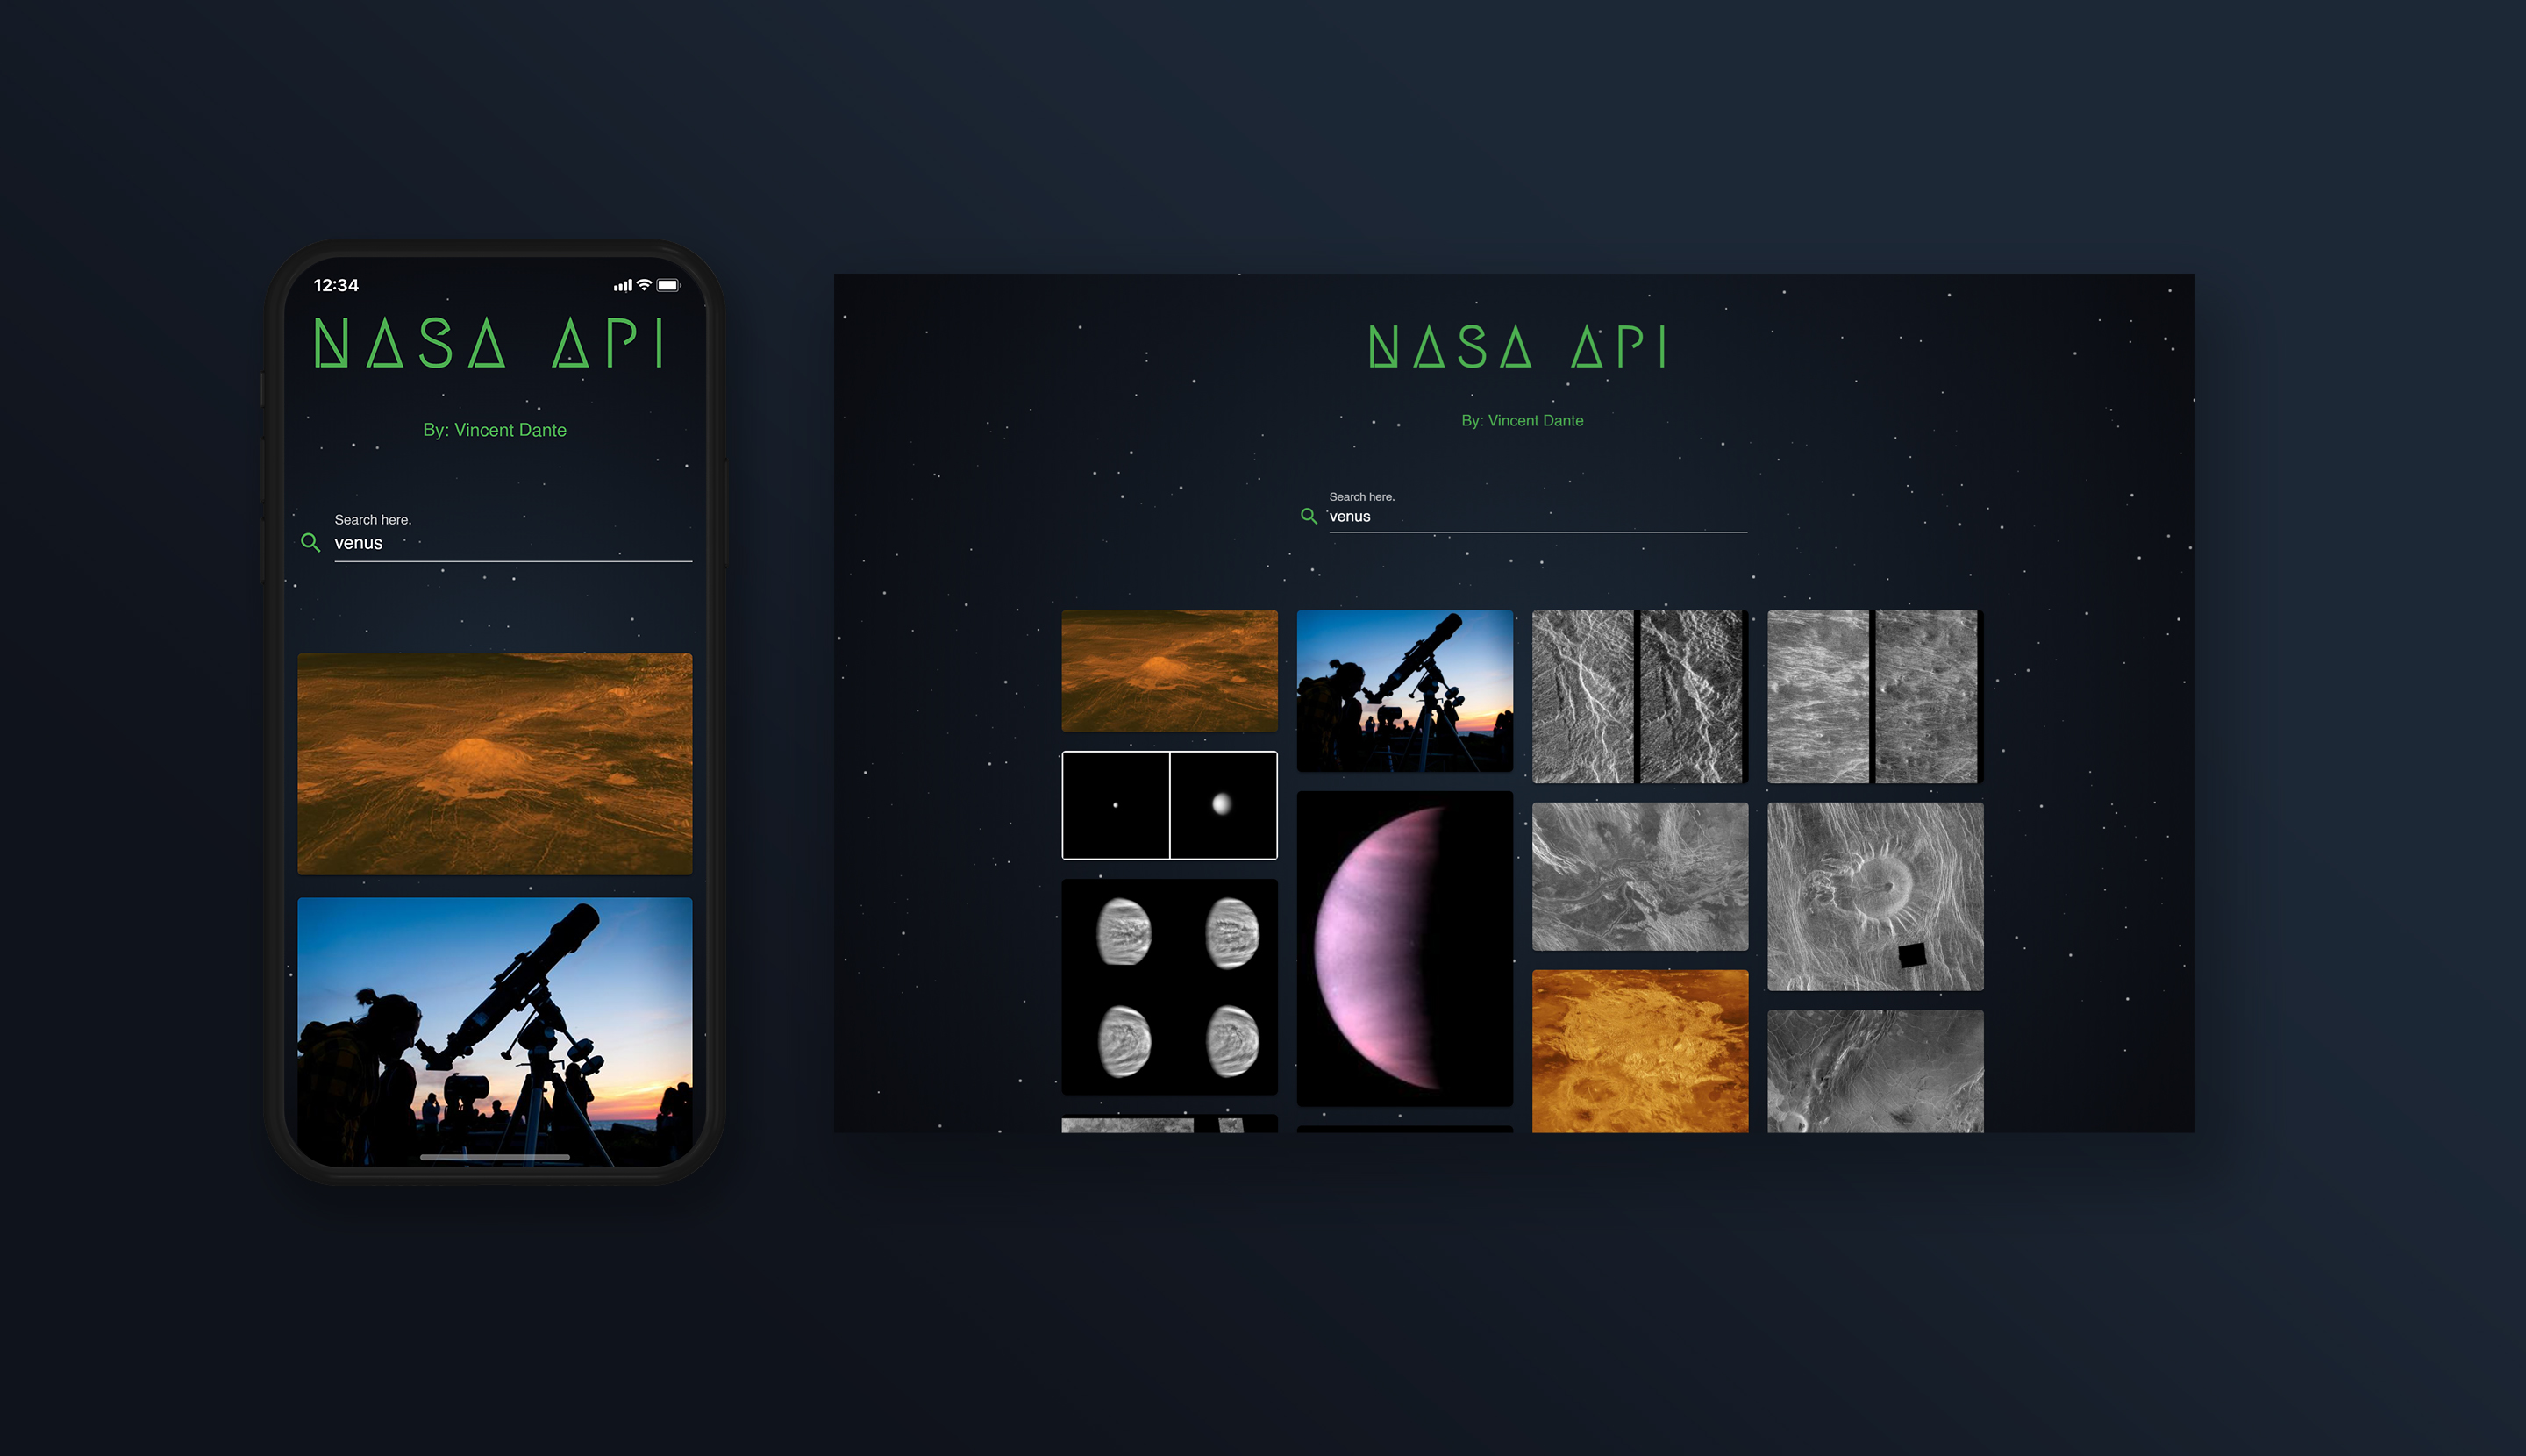 12:34
NASA API
By: Vincent Dante
Search here.
venus
NASA API
By: Vincent Dante
Search here.
venus